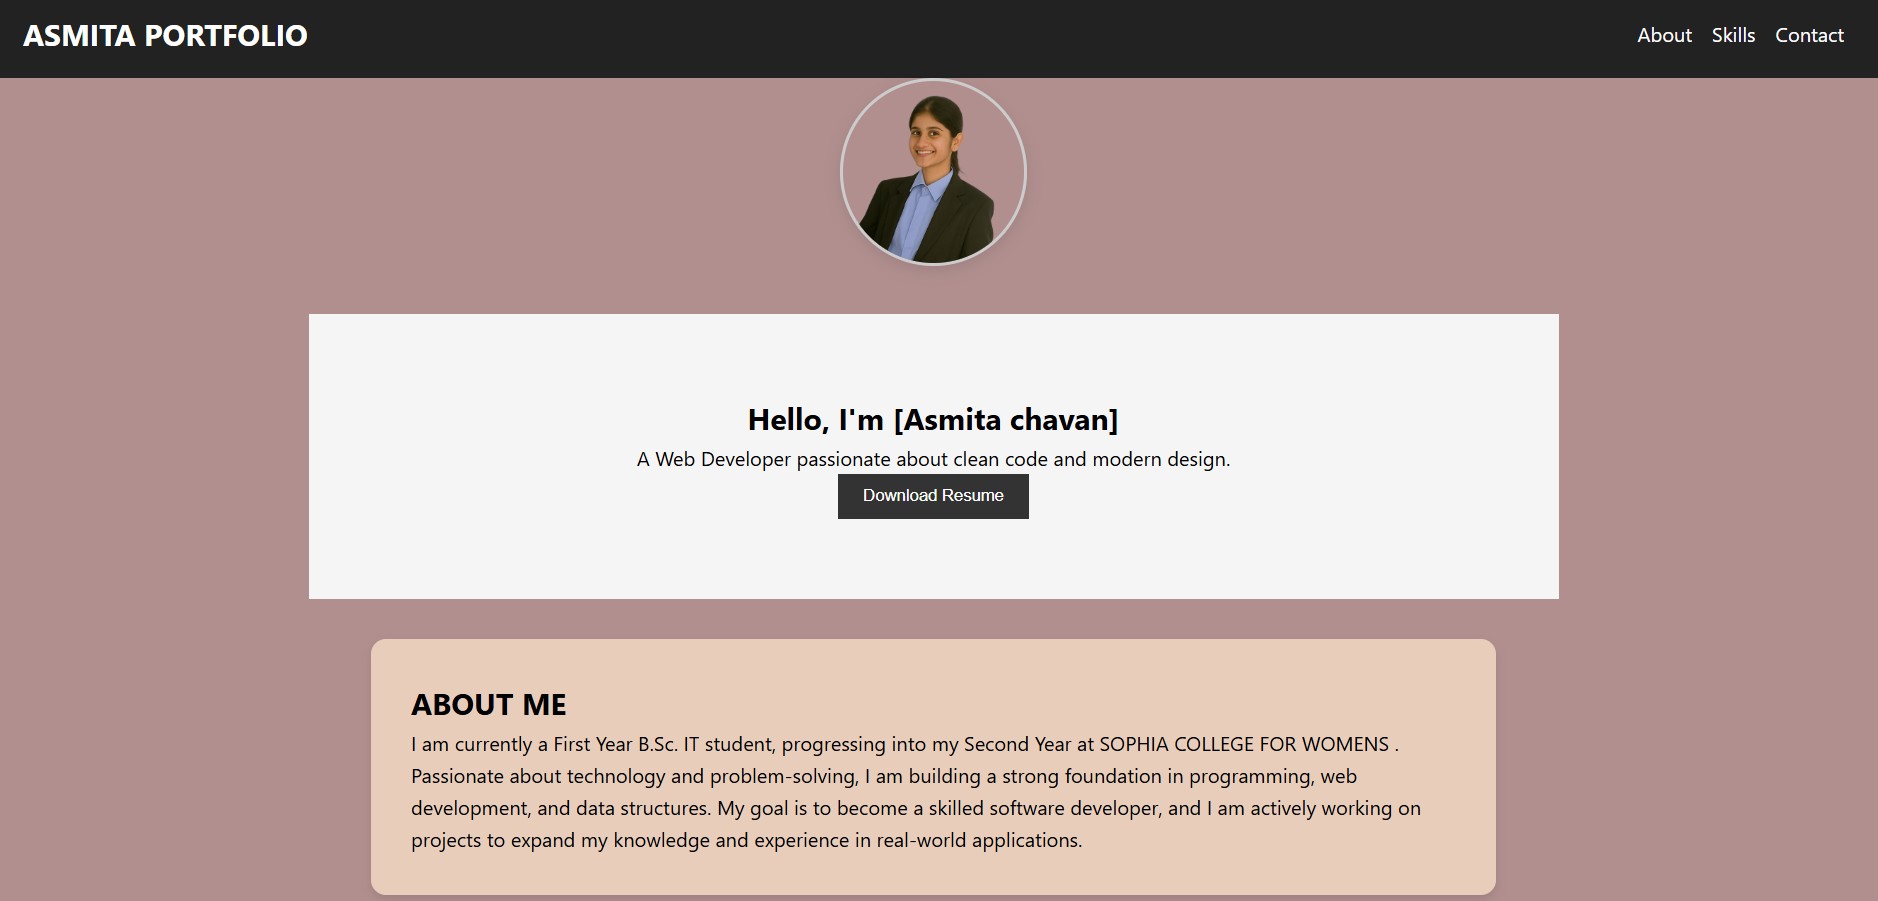 ASMITA PORTFOLIO
About Skills Contact
Hello, I'm [Asmita chavan]
A Web Developer passionate about clean code and modern design.
Download Resume
ABOUT ME
I am currently a First Year B.Sc. IT student, progressing into my Second Year at SOPHIA COLLEGE FOR WOMENS .
Passionate about technology and problem-solving, I am building a strong foundation in programming, web
development, and data structures. My goal is to become a skilled software developer, and I am actively working on
projects to expand my knowledge and experience in real-world applications.